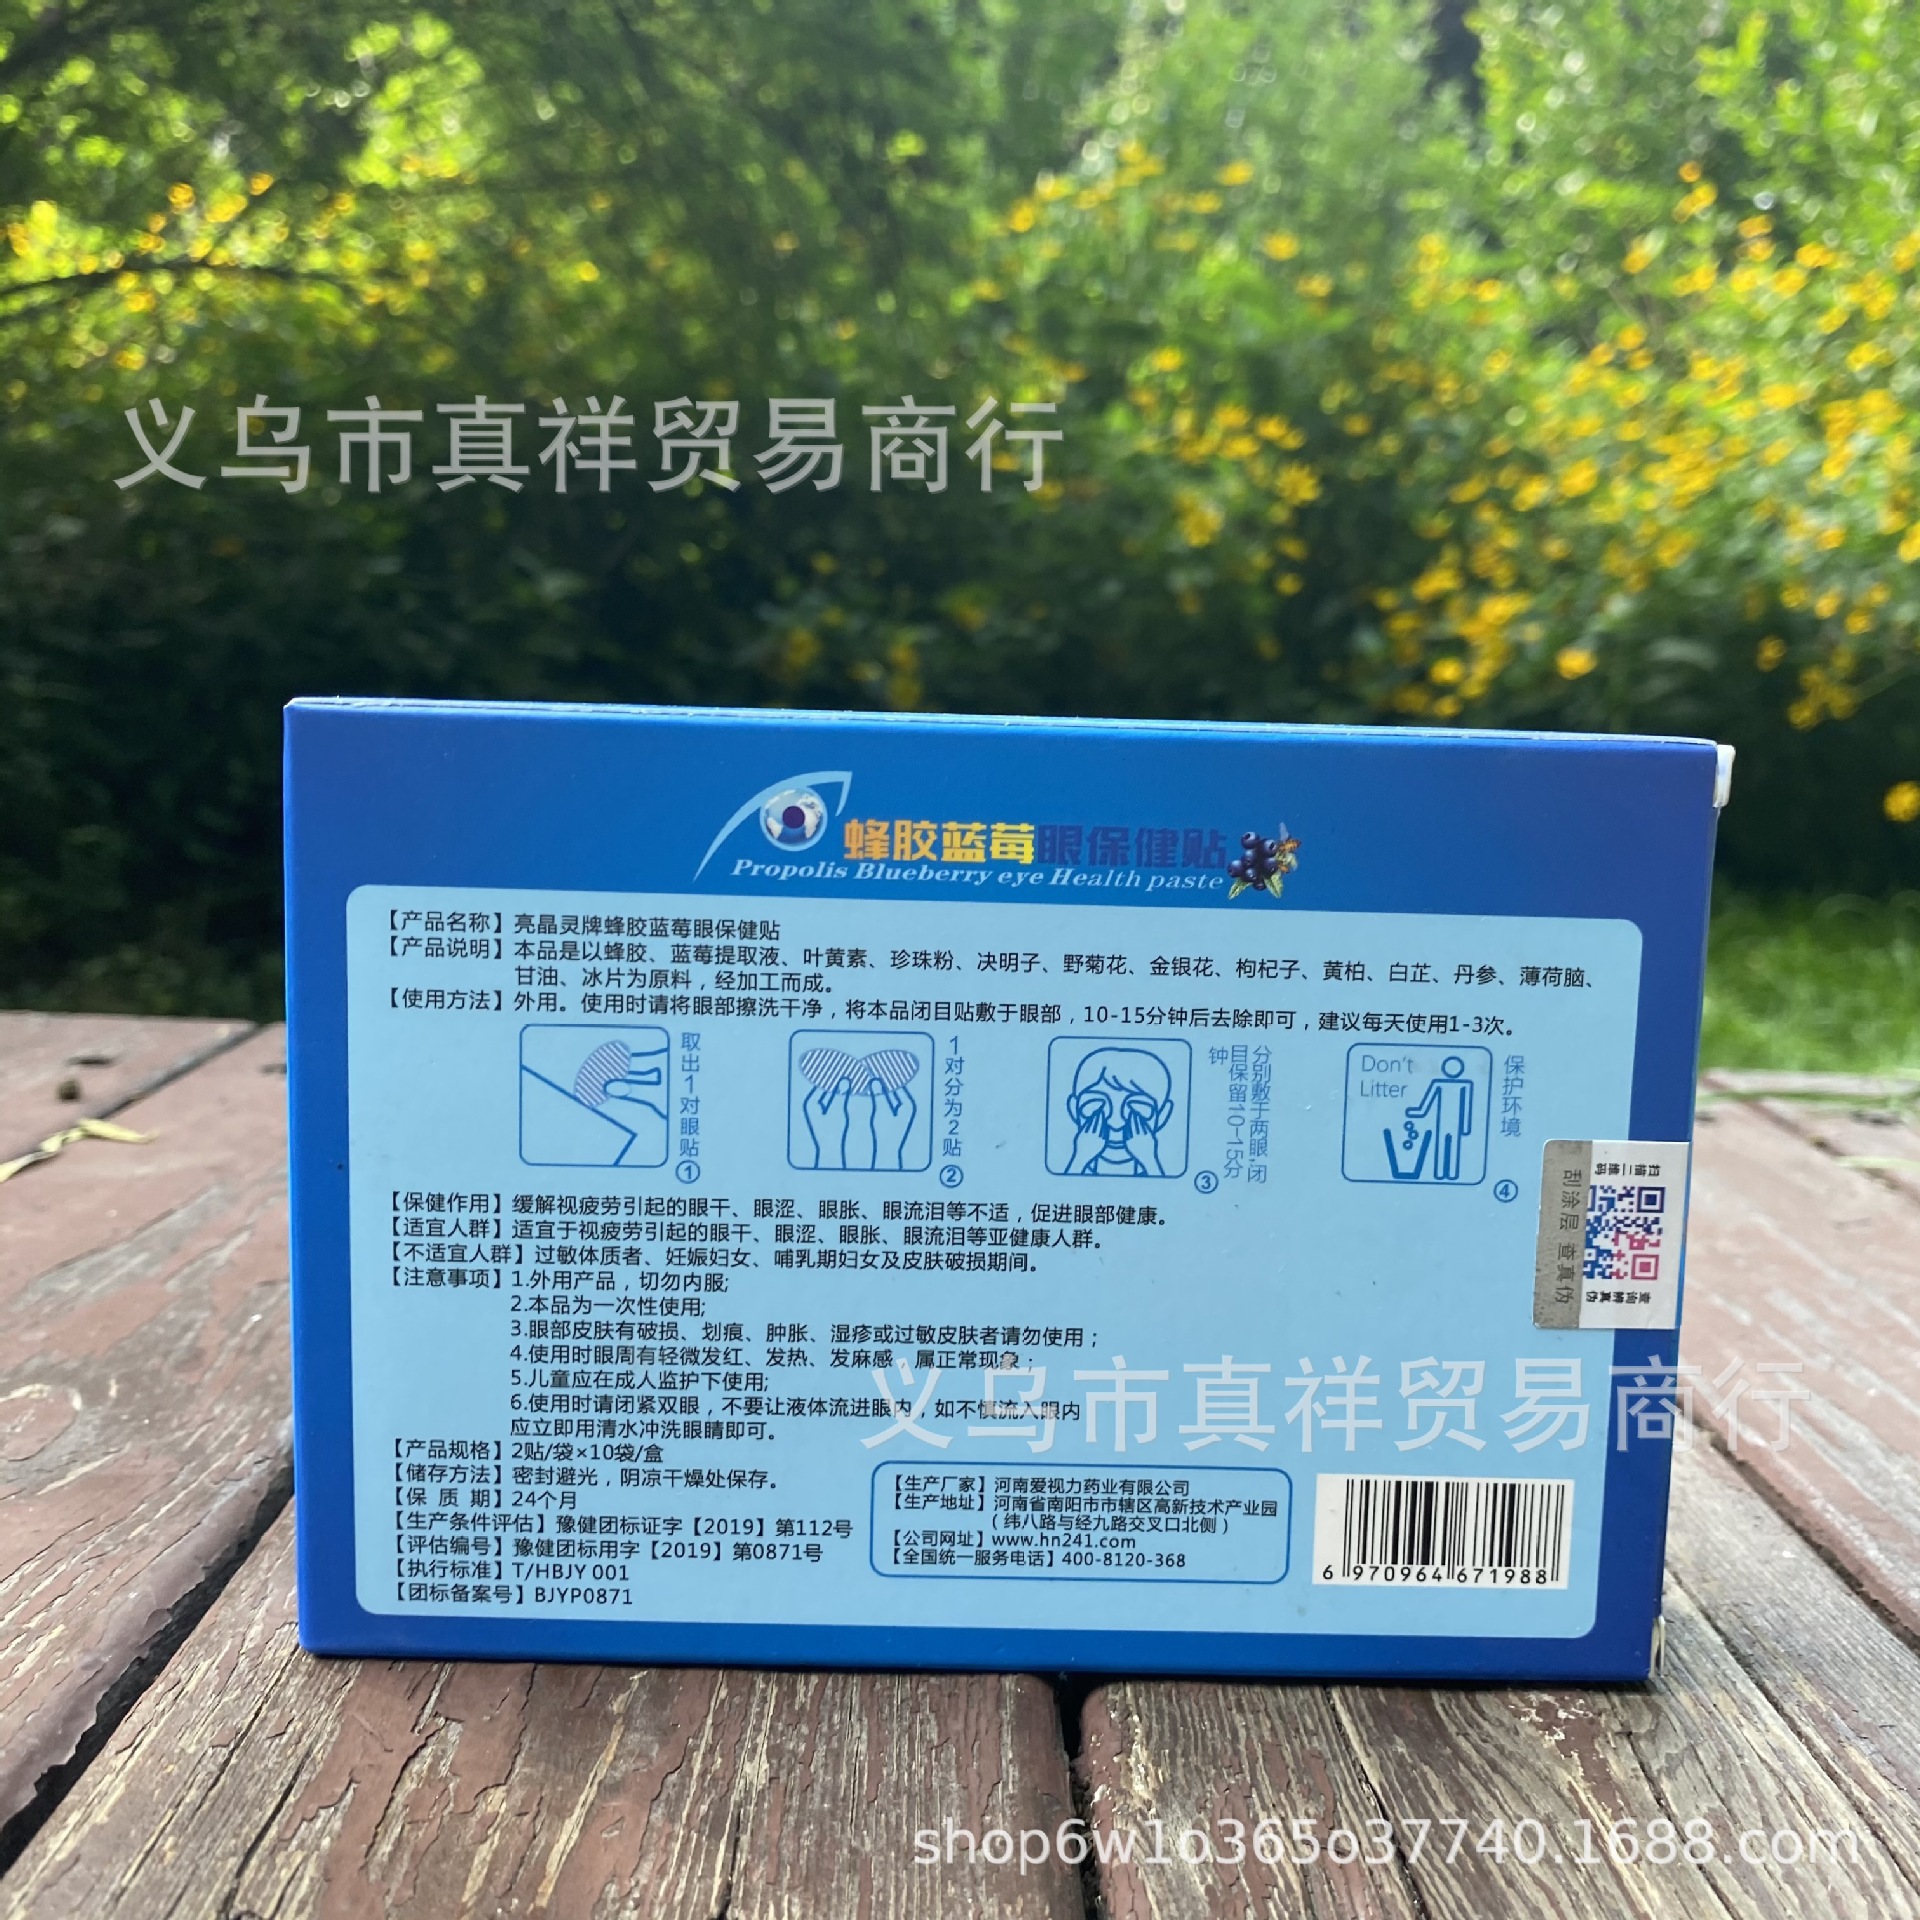 义乌市真祥贸易商行
蜂胶蓝莓眼保健贴
Propolis Blueberry eye Health paste
【产品名称】亮晶灵牌蜂胶蓝莓眼保健贴
【产品说明】本品是以蜂胶、蓝莓提取液、叶黄素、珍珠粉、决明子、野菊花、金银花、枸杞子、黄柏、白芷、丹参、薄荷脑、
甘油、冰片为原料，经加工而成。
【使用方法】外用。使用时请将眼部擦洗干净，将本品闭目贴敷于眼部，10-15分钟后去除即可，建议每天使用1-3次。
取出1对眼贴①
1对分为2贴②
分别敷于两眼,闭
目保留10-15分
钟③
Don't
Litter
保护环境④
【保健作用】缓解视疲劳引起的眼干、眼涩、眼胀、眼流泪等不适，促进眼部健康。
【适宜人群】适宜于视疲劳引起的眼干、眼涩、眼胀、眼流泪等亚健康人群。
【不适宜人群】过敏体质者、妊娠妇女、哺乳期妇女及皮肤破损期间。
【注意事项】1.外用产品，切勿内服;
2.本品为一次性使用;
3.眼部皮肤有破损、划痕、肿胀、湿疹或过敏皮肤者请勿使用；
4.使用时眼周有轻微发红、发热、发麻感，属正常现象；
5.儿童应在成人监护下使用;
6.使用时请闭紧双眼，不要让液体流进眼内，如不慎流入眼内
应立即用清水冲洗眼睛即可。
【产品规格】2贴/袋×10袋/盒
【储存方法】密封避光，阴凉干燥处保存。
【保 质 期】24个月
【生产条件评估】豫健团标证字【2019】第112号
【评估编号】豫健团标用字【2019】第0871号
【执行标准】T/HBJY 001
【团标备案号】BJYP0871
【生产厂家】河南爱视力药业有限公司
【生产地址】河南省南阳市市辖区高新技术产业园
（纬八路与经九路交叉口北侧）
【公司网址】www.hn241.com
【全国统一服务电话】400-8120-368
6 970964 671988
扫描二维码
刮涂层 查真伪
查询辨真伪
义乌市真祥贸易商行
shop6w1o365o37740.1688.com